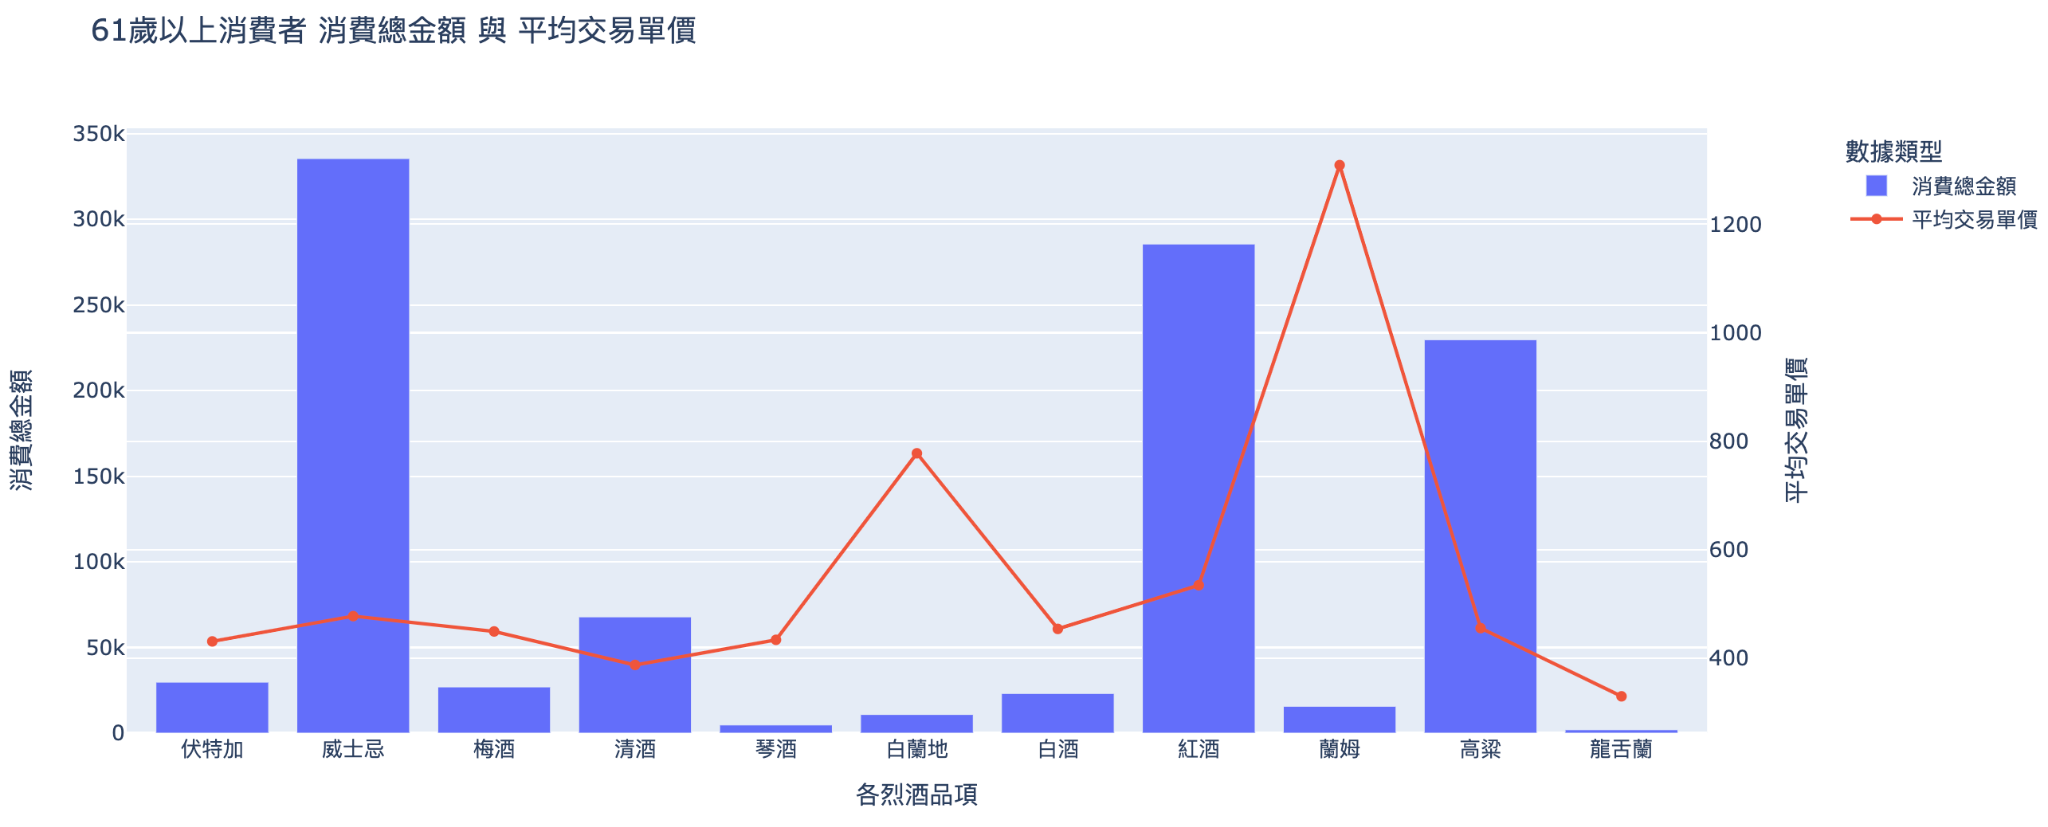 61歲以上消費者 消費總金額 與 平均交易單價
數據類型
消費總金額
平均交易單價
消費總金額
350k
300k
250k
200k
150k
100k
50k
0
1200
1000
800
600
400
平均交易單價
伏特加 威士忌 梅酒 清酒 琴酒 白蘭地 白酒 紅酒 蘭姆 高粱 龍舌蘭
各烈酒品項